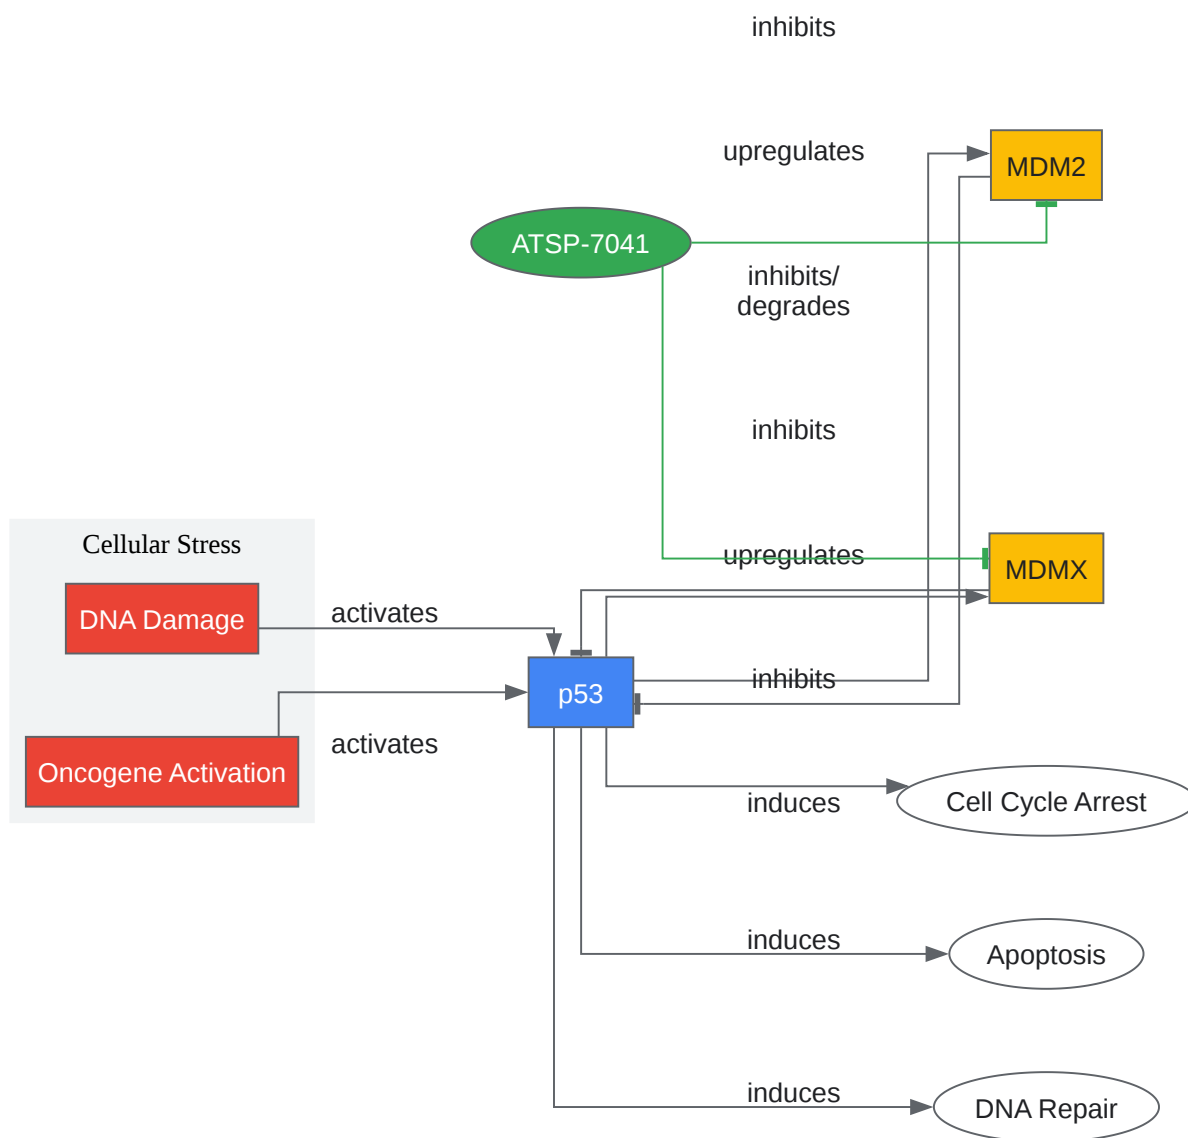 inhibits
upregulates
MDM2
ATSP-7041
inhibits/
degrades
inhibits
Cellular Stress
upregulates
MDMX
DNA Damage
activates
p53
inhibits
activates
Oncogene Activation
induces
Cell Cycle Arrest
induces
Apoptosis
induces
DNA Repair